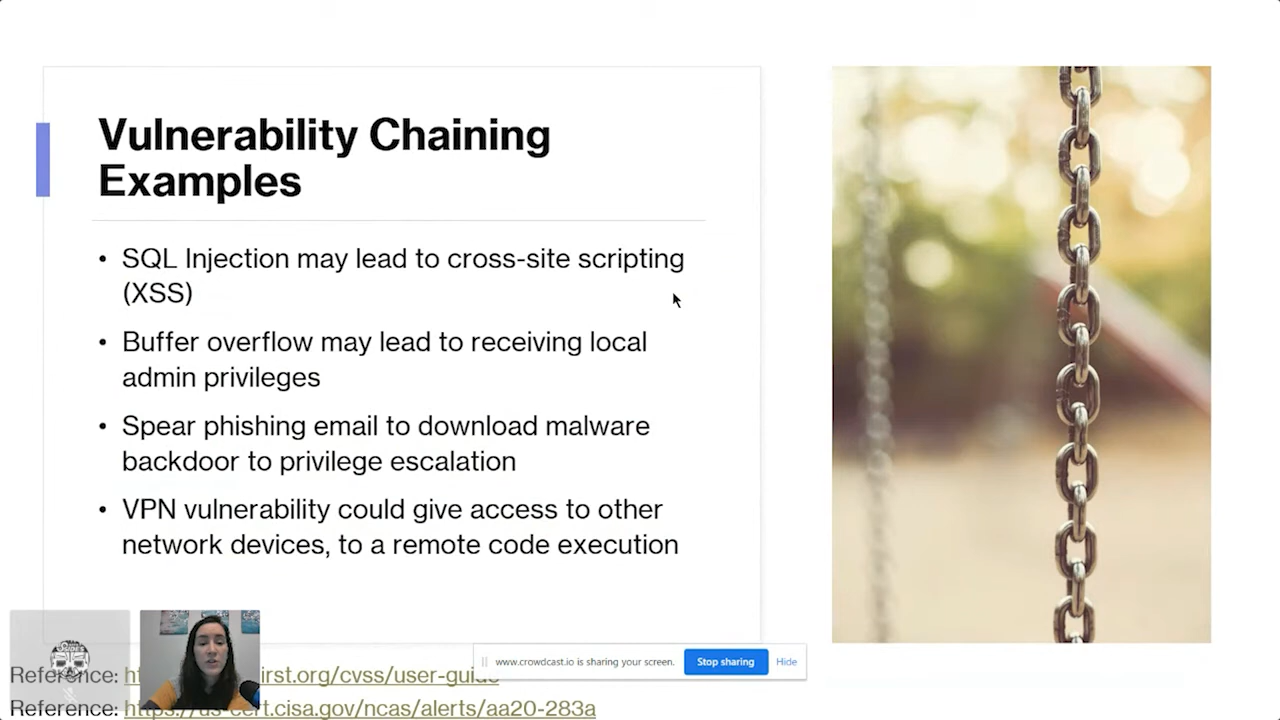 Vulnerability Chaining
Examples
• SQL Injection may lead to cross-site scripting
(XSS)
• Buffer overflow may lead to receiving local
admin privileges
• Spear phishing email to download malware
backdoor to privilege escalation
• VPN vulnerability could give access to other
network devices, to a remote code execution
www.crowdcast.io is sharing your screen.
Stop sharing
Hide
Reference: irst.org/cvss/user-guide
Reference: https://us-cert.cisa.gov/ncas/alerts/aa20-283a